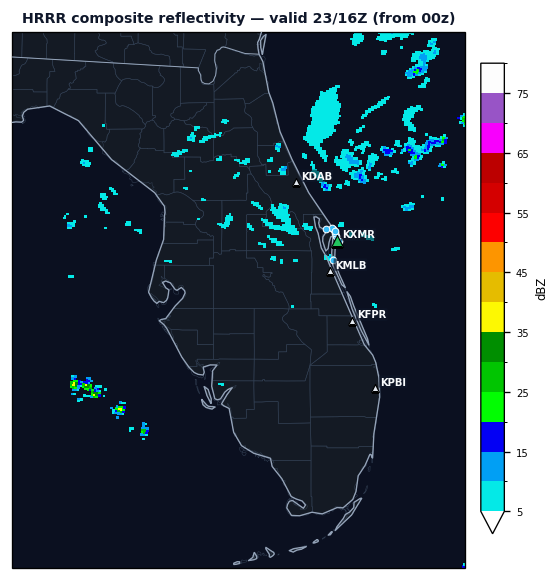 HRRR composite reflectivity — valid 23/16Z (from 00z)
KDAB
KXMR
KMLB
KFPR
KPBI
75
65
55
45
35
25
15
5
dBZ